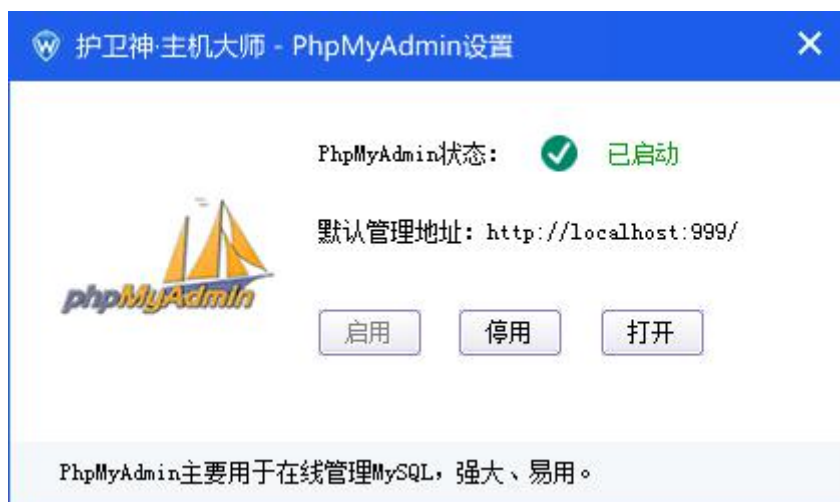 护卫神·主机大师 - PhpMyAdmin设置
PhpMyAdmin状态： 已启动
默认管理地址：http://localhost:999/
phpMyAdmin
启用 停用 打开
PhpMyAdmin主要用于在线管理MySQL，强大、易用。